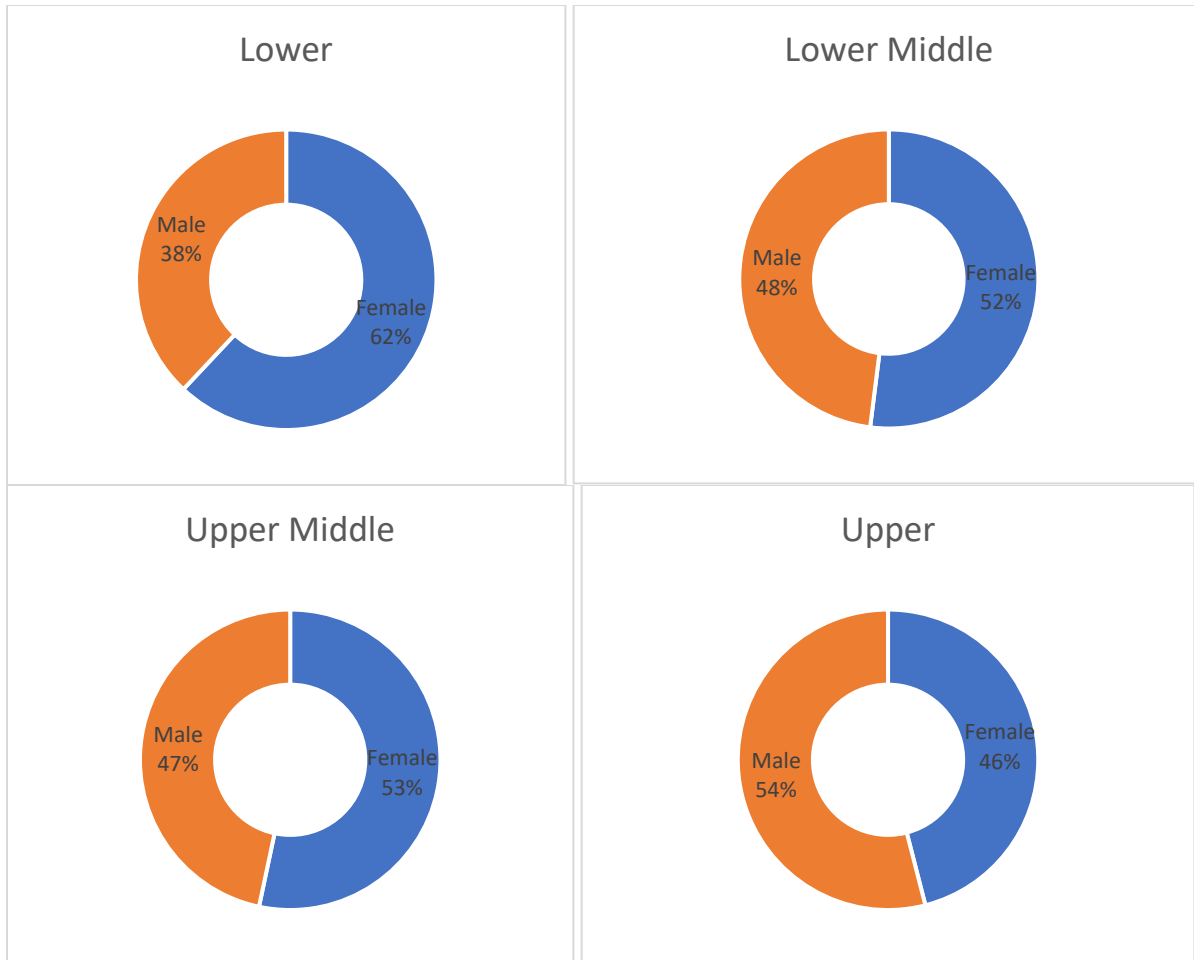 Lower
Male
38%
Female
62%
Lower Middle
Male
48%
Female
52%
Upper Middle
Male
47%
Female
53%
Upper
Male
54%
Female
46%